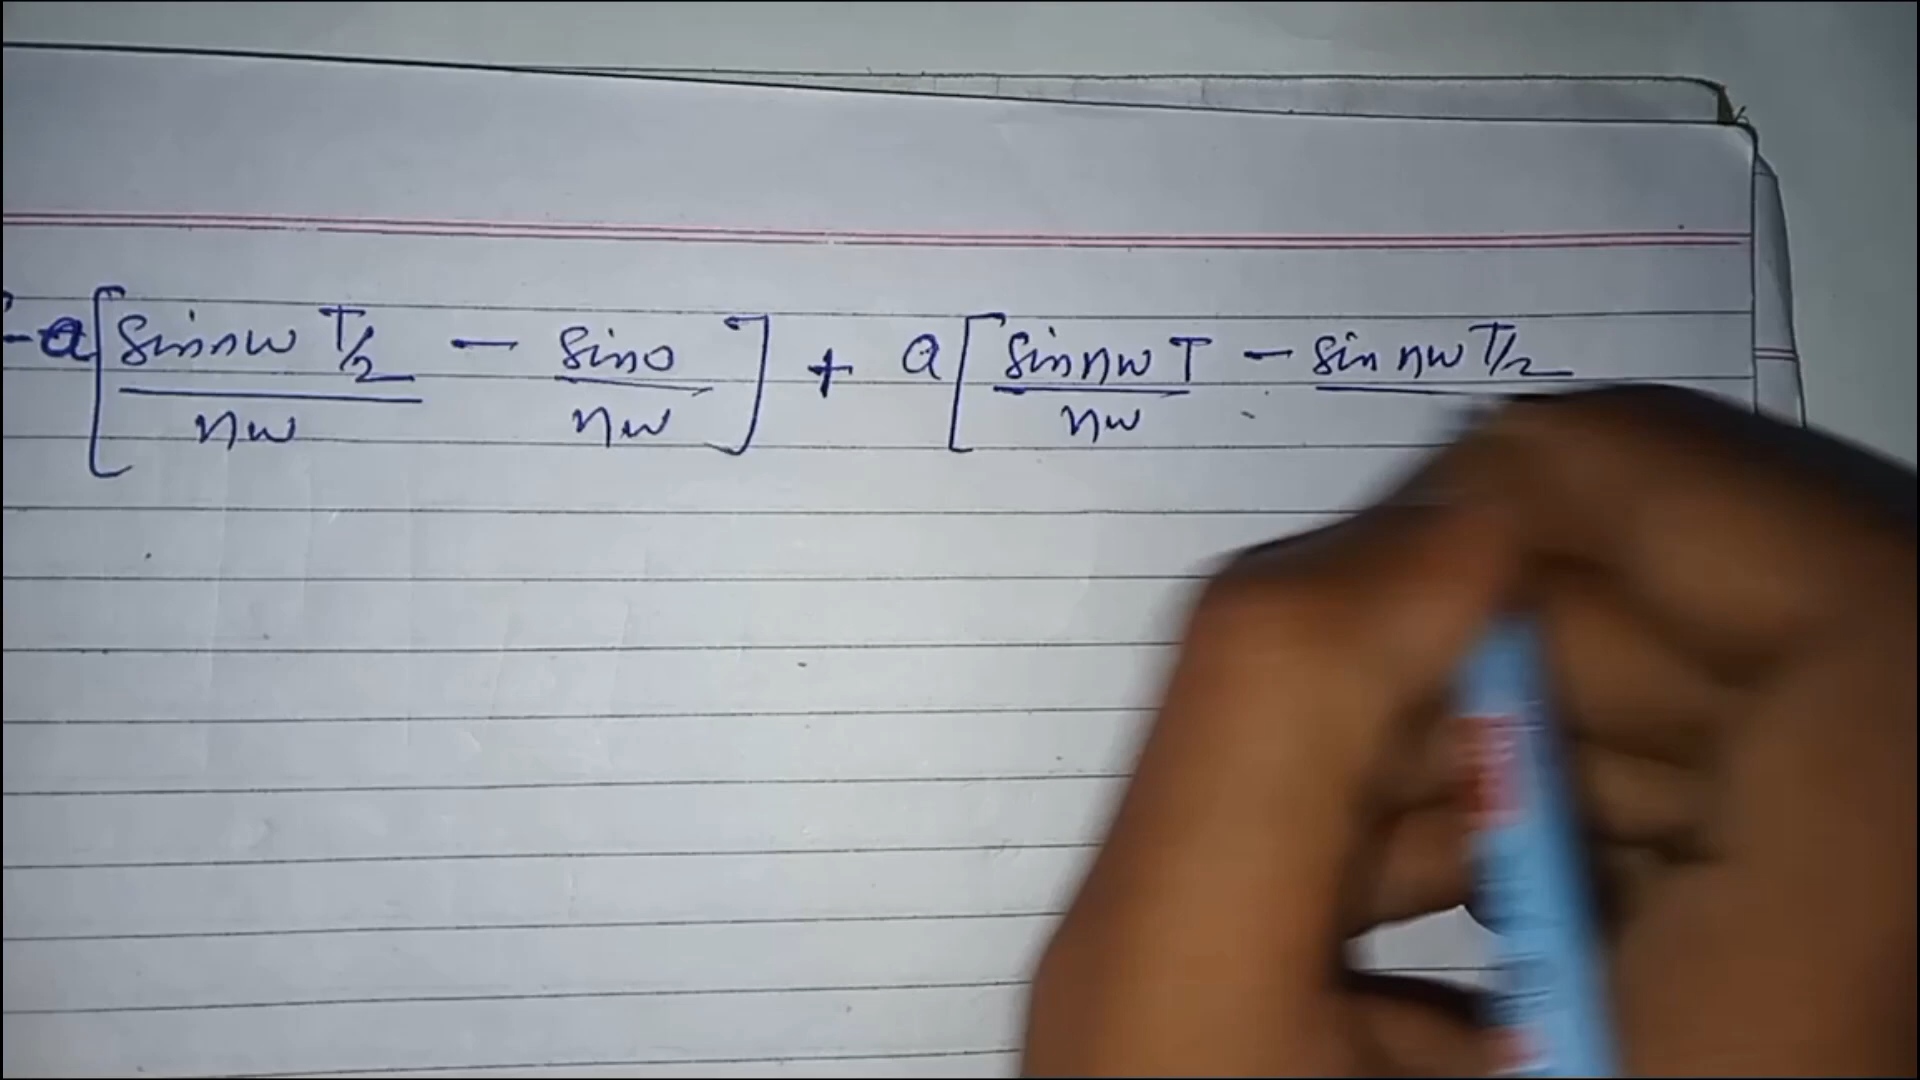 -a[sin nw T/2 / nw - sin 0 / nw] + a[sin nw T / nw - sin nw T/2